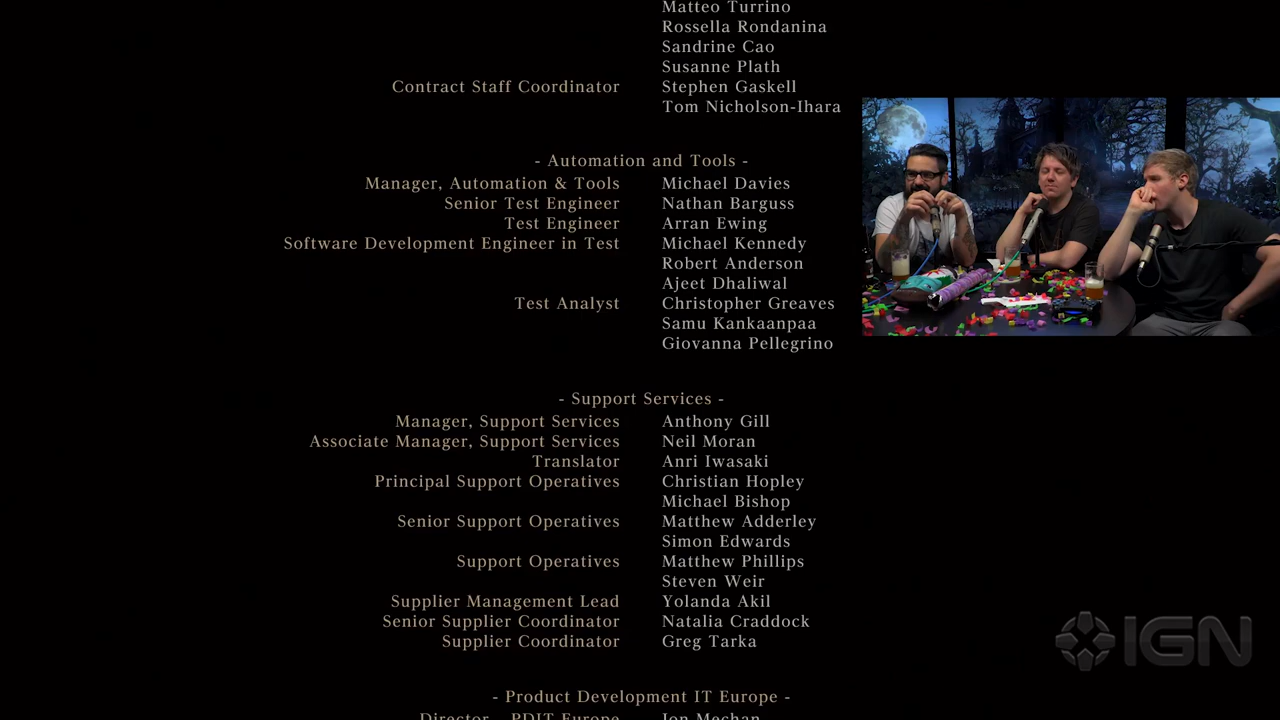 Matteo Turrino
Rossella Rondanina
Sandrine Cao
Susanne Plath
Contract Staff Coordinator Stephen Gaskell
Tom Nicholson-Ihara
- Automation and Tools -
Manager, Automation & Tools Michael Davies
Senior Test Engineer Nathan Barguss
Test Engineer Arran Ewing
Software Development Engineer in Test Michael Kennedy
Robert Anderson
Ajeet Dhaliwal
Test Analyst Christopher Greaves
Samu Kankaanpaa
Giovanna Pellegrino
- Support Services -
Manager, Support Services Anthony Gill
Associate Manager, Support Services Neil Moran
Translator Anri Iwasaki
Principal Support Operatives Christian Hopley
Michael Bishop
Senior Support Operatives Matthew Adderley
Simon Edwards
Support Operatives Matthew Phillips
Steven Weir
Supplier Management Lead Yolanda Akil
Senior Supplier Coordinator Natalia Craddock
Supplier Coordinator Greg Tarka
IGN
- Product Development IT Europe -
Director PDIT Europe Jon Mechan